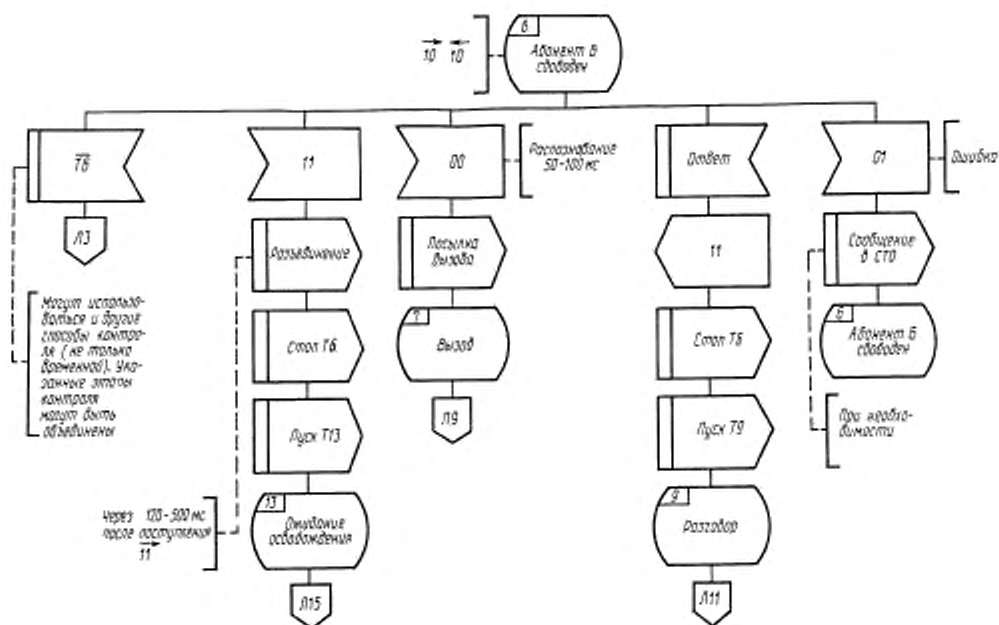 6
10 10
Абонент Б
свободен
Т6
11
00
Распознавание
50-100 мс
Ответ
01
Ошибка
Л3
Разъединение
Посылка
вызова
11
Сообщение
в СТО
Могут использо-
ваться и другие
способы контро-
ля (не только
временной). Ука-
занные этапы
контроля
могут быть
объединены
Стоп Т6
7
Вызов
Стоп Т6
6
Абонент Б
свободен
Пуск Т13
Л9
Пуск Т9
При необхо-
димости
Через 120-500 мс
после поступления
11
13
Ожидание
освобождения
9
Разговор
Л15
Л11